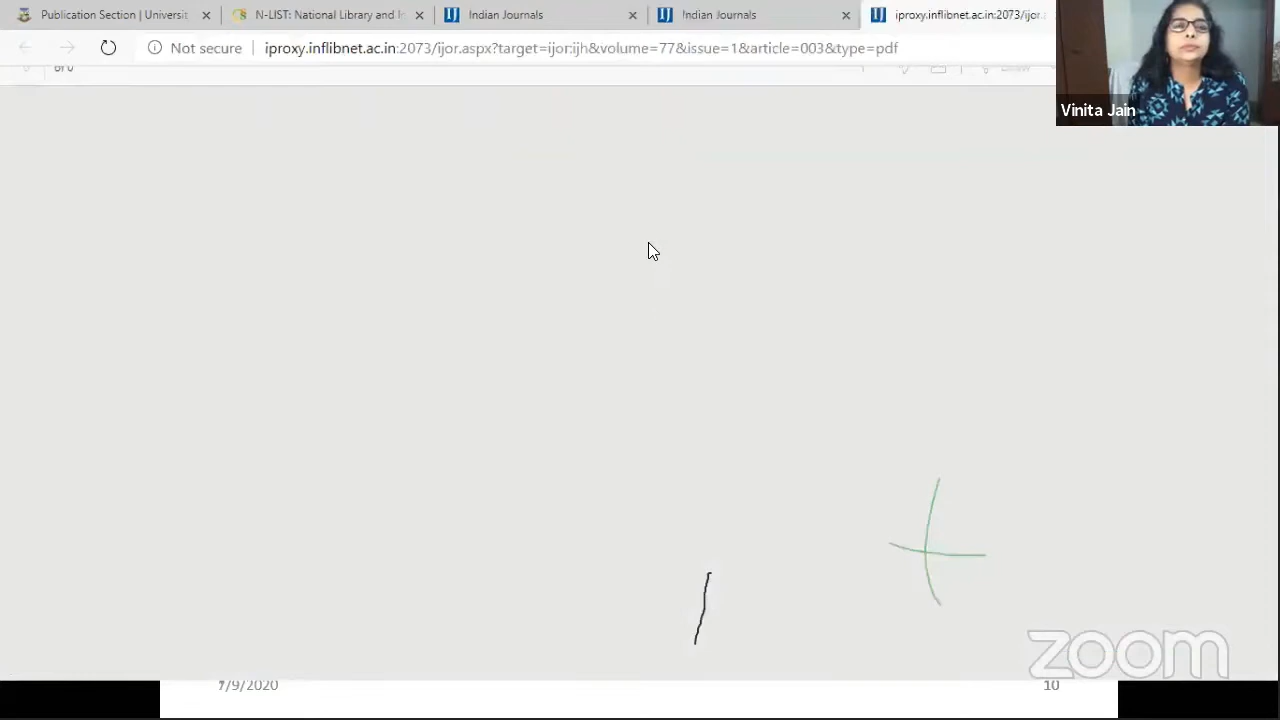 Publication Section | Universit
N-LIST: National Library and I
Indian Journals
Indian Journals
iproxy.inflibnet.ac.in:2073/ijor.
Not secure
iproxy.inflibnet.ac.in:2073/ijor.aspx?target=ijor:ijh&volume=77&issue=1&article=003&type=pdf
of 0
Vinita Jain
zoom
7/9/2020
10